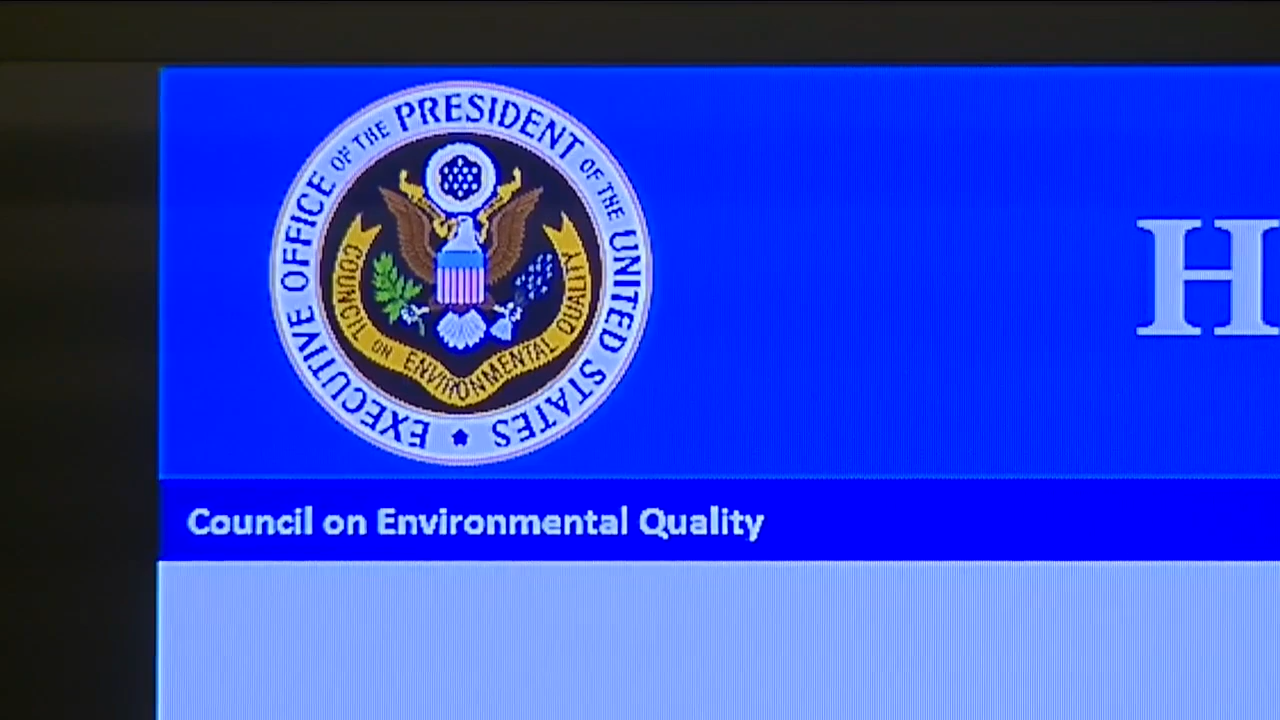 EXECUTIVE OFFICE OF THE PRESIDENT OF THE UNITED STATES
COUNCIL ON ENVIRONMENTAL QUALITY
H
Council on Environmental Quality